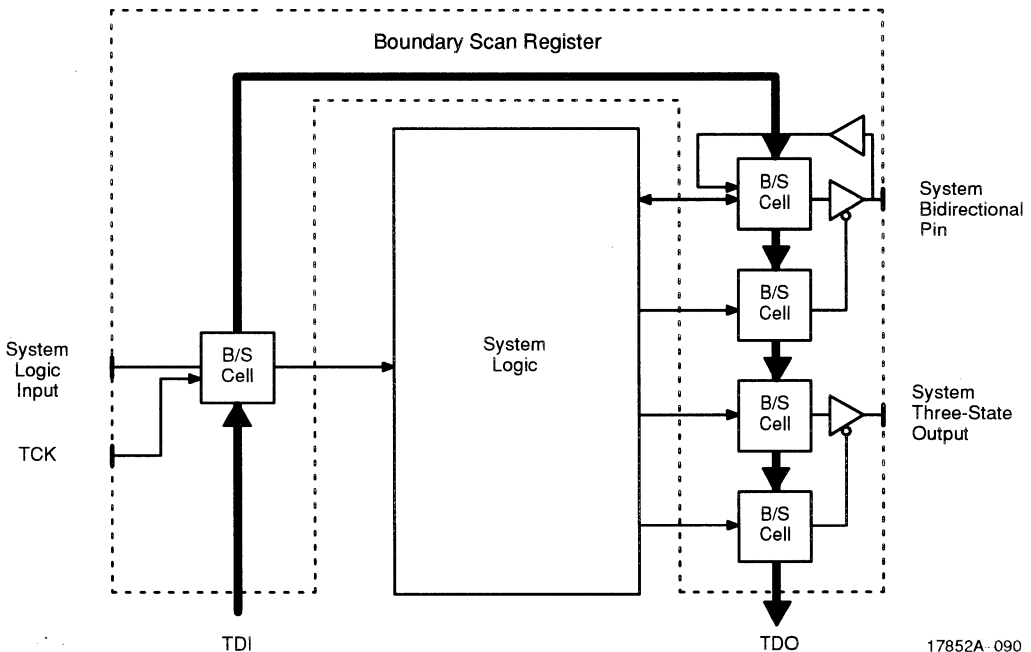 Boundary Scan Register
B/S
Cell
System
Bidirectional
Pin
B/S
Cell
System
Logic
Input
B/S
Cell
System
Logic
B/S
Cell
System
Three-State
Output
TCK
B/S
Cell
TDI
TDO
17852A-090